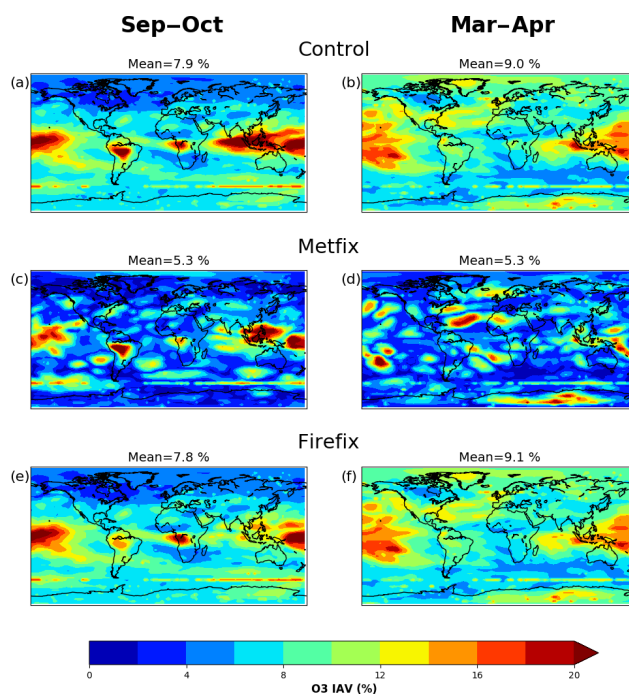 Sep–Oct Mar–Apr
Control
Mean=7.9 % Mean=9.0 %
(a) (b)
Metfix
Mean=5.3 % Mean=5.3 %
(c) (d)
Firefix
Mean=7.8 % Mean=9.1 %
(e) (f)
0 4 8 12 16 20
O3 IAV (%)